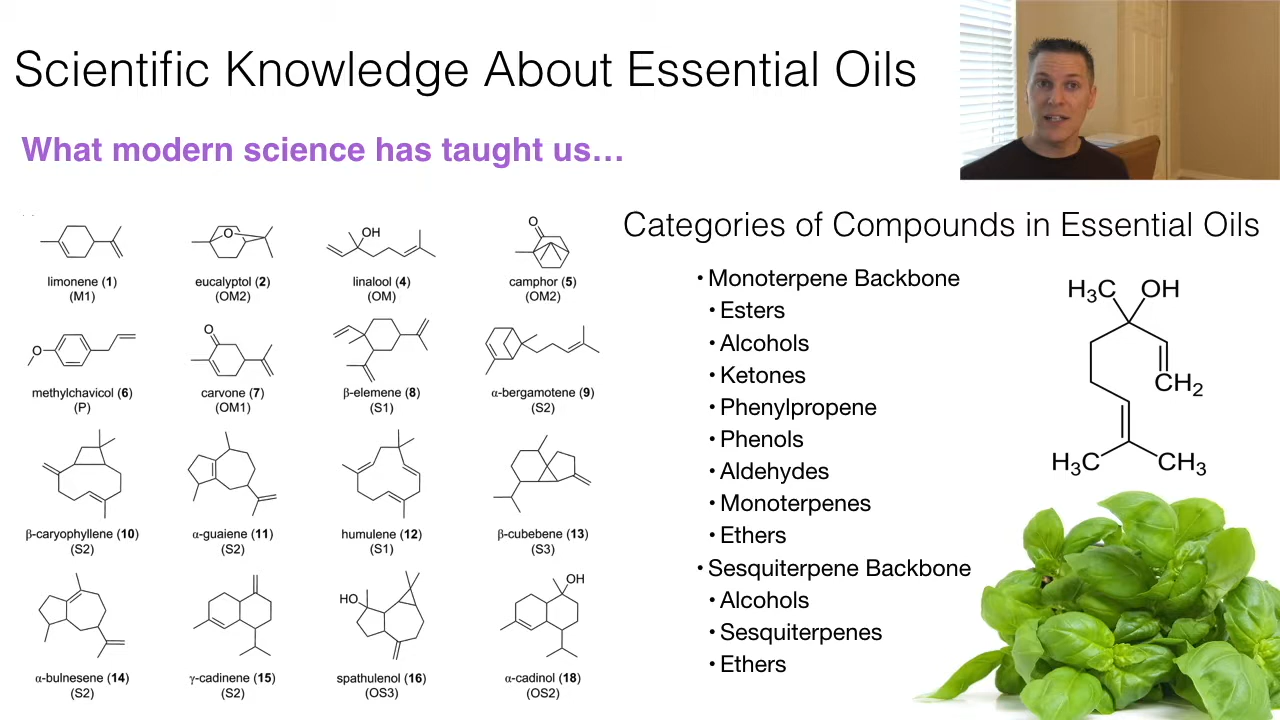 Scientific Knowledge About Essential Oils
What modern science has taught us…
O
limonene (1)
(M1)
O
eucalyptol (2)
(OM2)
OH
linalool (4)
(OM)
O
camphor (5)
(OM2)
O
methylchavicol (6)
(P)
O
carvone (7)
(OM1)
β-elemene (8)
(S1)
α-bergamotene (9)
(S2)
β-caryophyllene (10)
(S2)
α-guaiene (11)
(S2)
humulene (12)
(S1)
β-cubebene (13)
(S3)
α-bulnesene (14)
(S2)
γ-cadinene (15)
(S2)
HO
spathulenol (16)
(OS3)
OH
α-cadinol (18)
(OS2)
Categories of Compounds in Essential Oils
• Monoterpene Backbone
• Esters
• Alcohols
• Ketones
• Phenylpropene
• Phenols
• Aldehydes
• Monoterpenes
• Ethers
• Sesquiterpene Backbone
• Alcohols
• Sesquiterpenes
• Ethers
H₃C OH
CH₂
H₃C CH₃